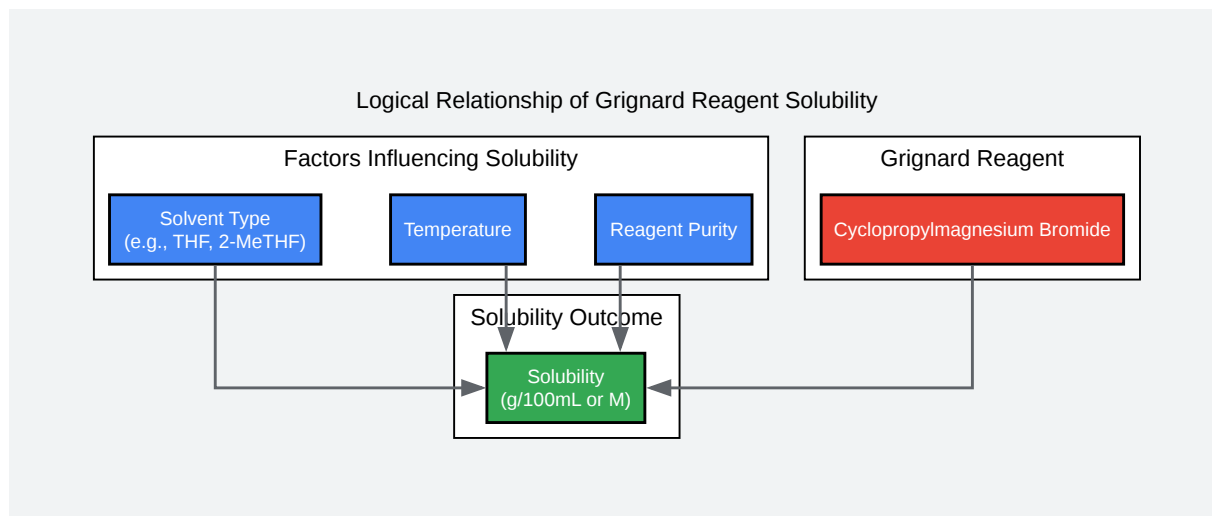 Logical Relationship of Grignard Reagent Solubility
Factors Influencing Solubility
Grignard Reagent
Solvent Type
(e.g., THF, 2-MeTHF)
Temperature
Reagent Purity
Cyclopropylmagnesium Bromide
Solubility Outcome
Solubility
(g/100mL or M)